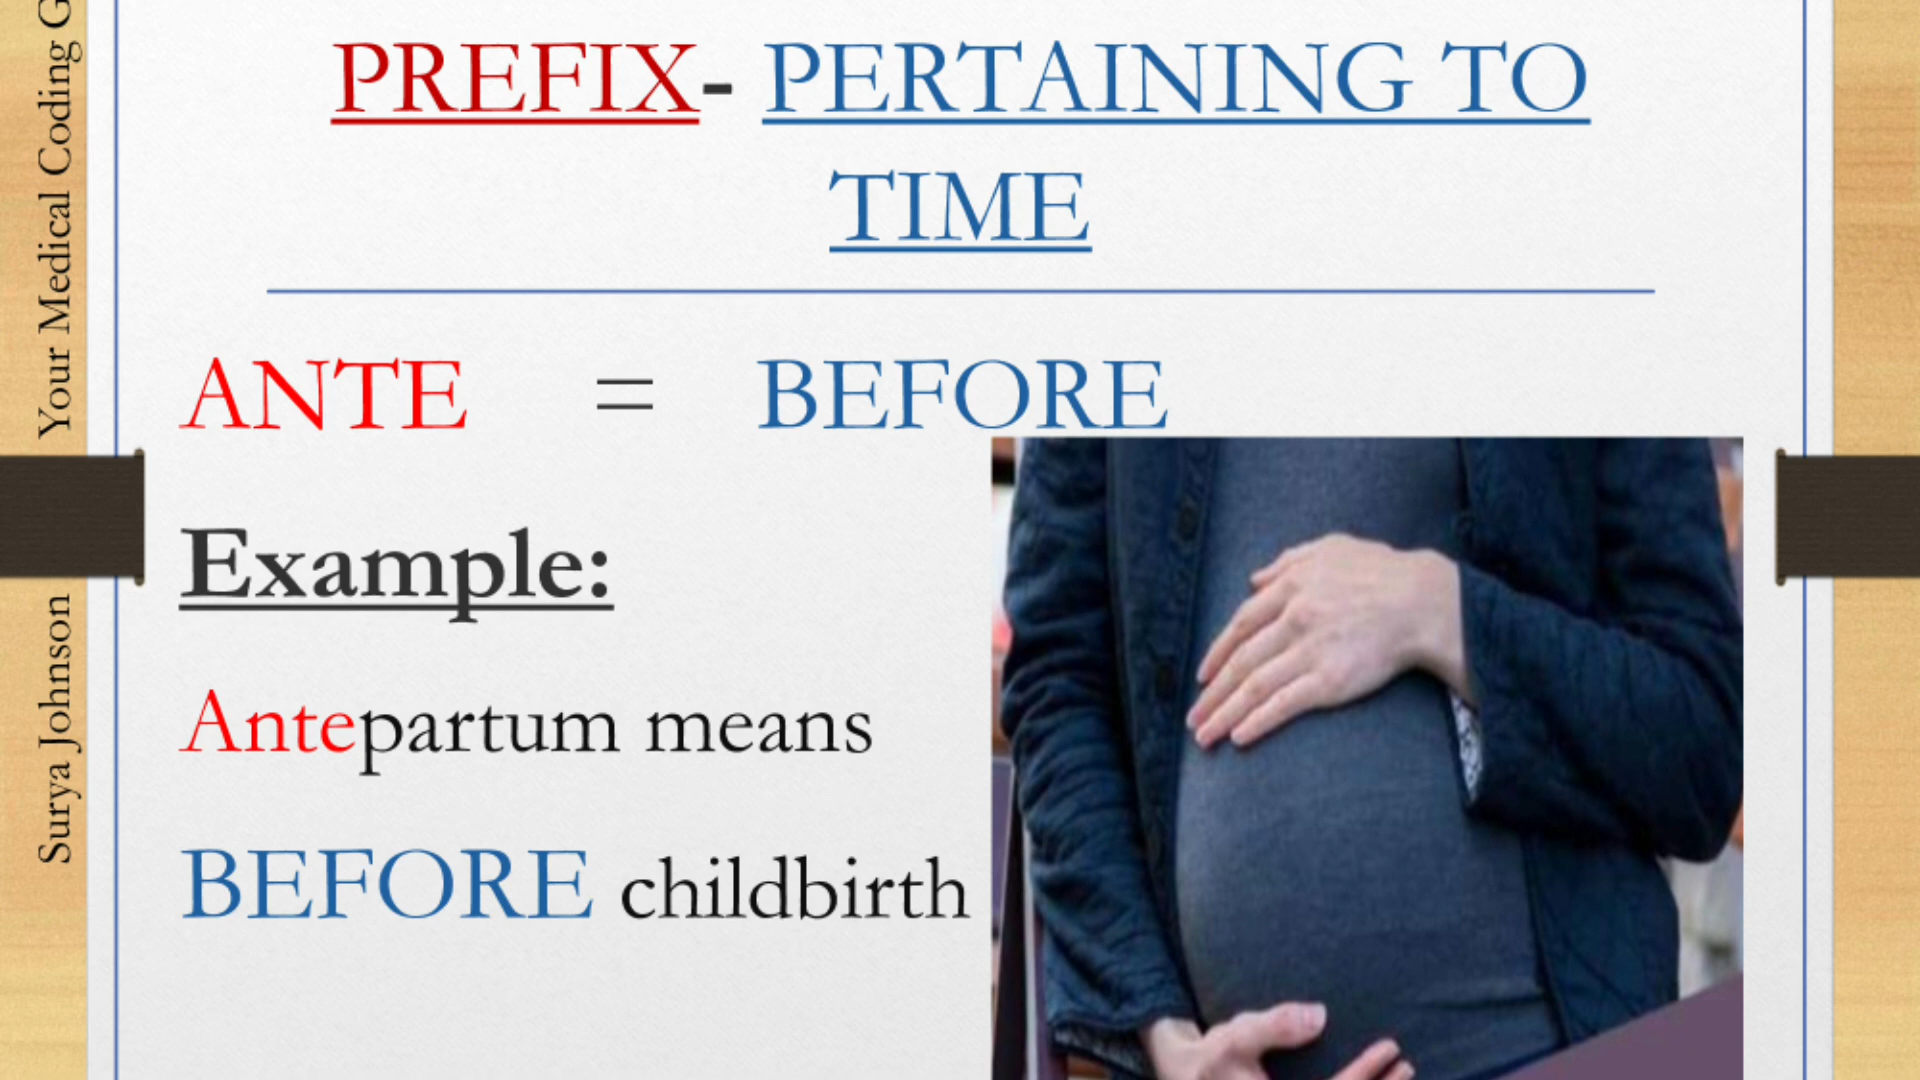 PREFIX- PERTAINING TO
TIME
ANTE = BEFORE
Example:
Antepartum means
BEFORE childbirth
Surya Johnson Your Medical Coding G